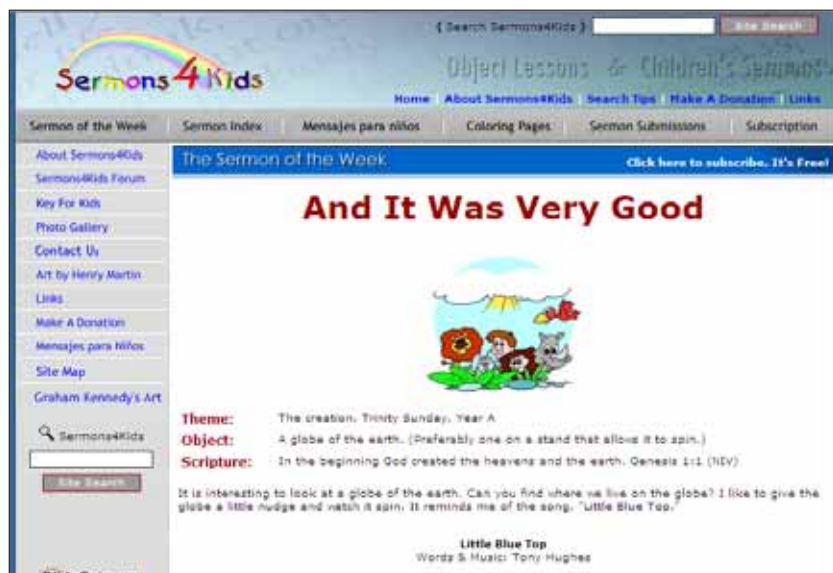 { Search Sermons4Kids }
Site Search
Sermons 4 Kids
Object Lessons & Children's Sermons
Home About Sermons4Kids Search Tips Make A Donation Links
Sermon of the Week Sermon Index Mensajes para niños Coloring Pages Sermon Submissions Subscription
About Sermons4Kids
Sermons4Kids Forum
Key For Kids
Photo Gallery
Contact Us
Art by Henry Martin
Links
Make A Donation
Mensajes para Niños
Site Map
Graham Kennedy's Art
Sermons4Kids
Site Search
The Sermon of the Week
Click here to subscribe. It's Free!
And It Was Very Good
Theme: The creation. Trinity Sunday, Year A
Object: A globe of the earth. (Preferably one on a stand that allows it to spin.)
Scripture: In the beginning God created the heavens and the earth. Genesis 1:1 (NIV)
It is interesting to look at a globe of the earth. Can you find where we live on the globe? I like to give the
globe a little nudge and watch it spin. It reminds me of the song, "Little Blue Top."
Little Blue Top
Words & Music: Tony Hughes